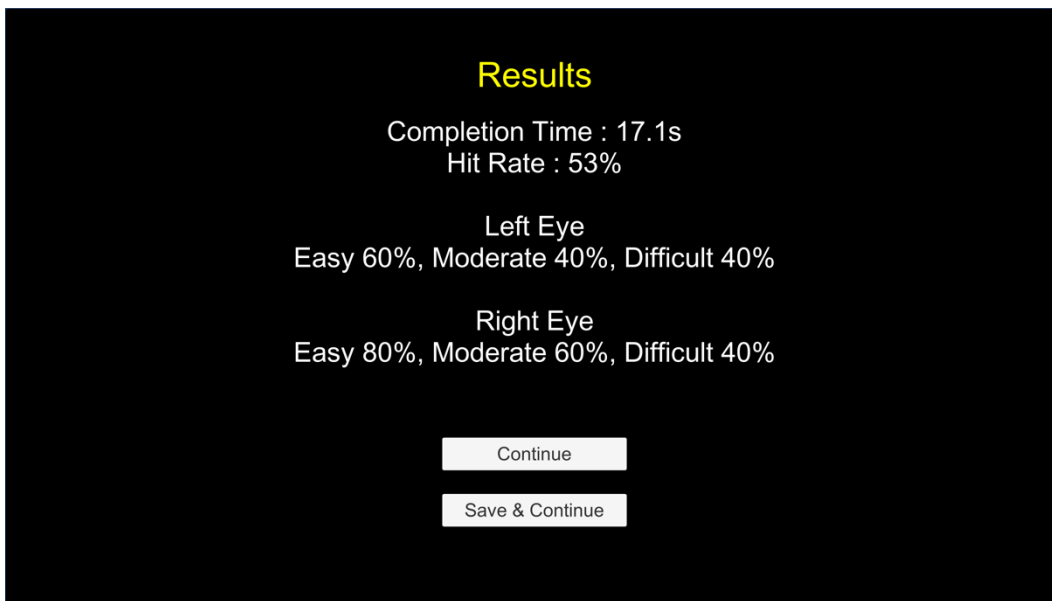 Results
Completion Time : 17.1s
Hit Rate : 53%
Left Eye
Easy 60%, Moderate 40%, Difficult 40%
Right Eye
Easy 80%, Moderate 60%, Difficult 40%
Continue
Save & Continue